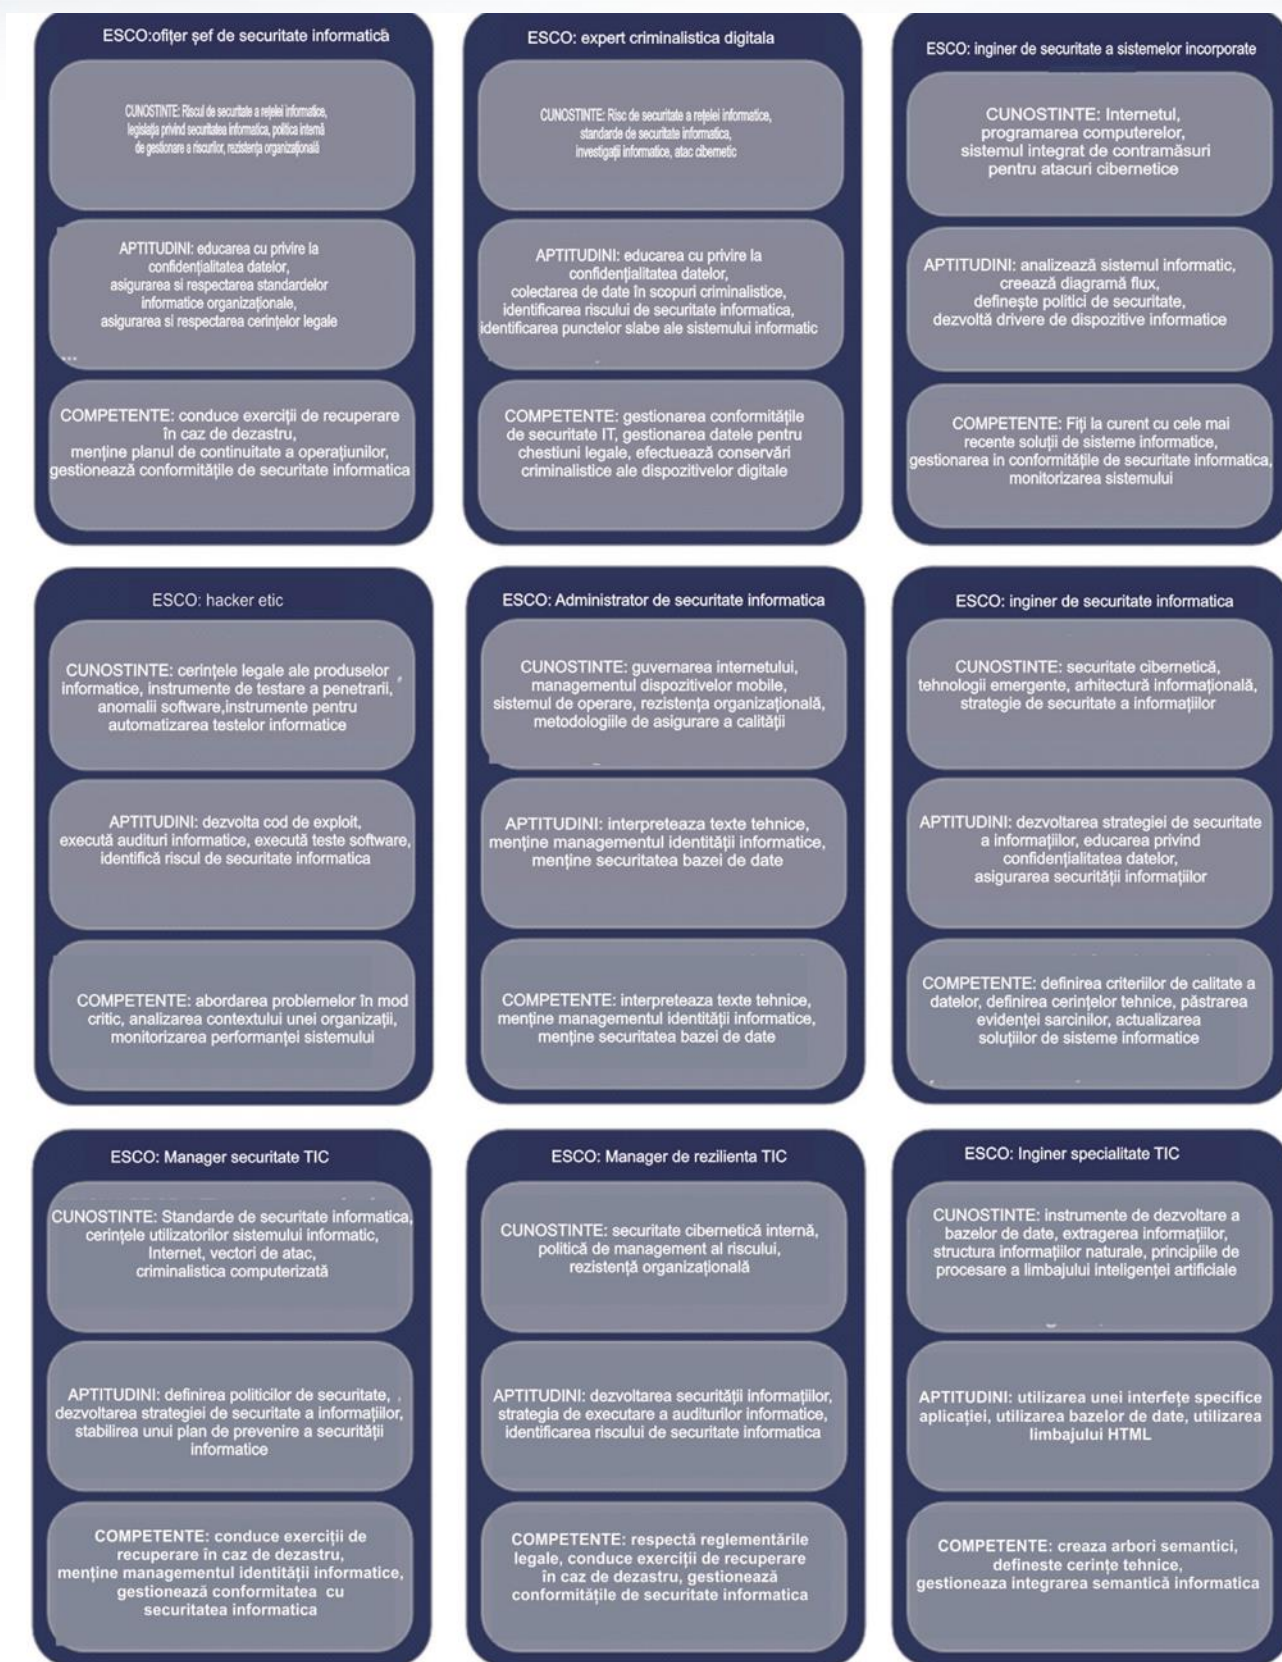 ESCO:ofițer șef de securitate informatică
CUNOSTINTE: Riscul de securitate a rețelei informatice,
legislația privind securitatea informatica, politica internă
de gestionare a riscurilor, rezistența organizațională
APTITUDINI: educarea cu privire la
confidențialitatea datelor,
asigurarea si respectarea standardelor
informatice organizaționale,
asigurarea si respectarea cerințelor legale
...
COMPETENTE: conduce exerciții de recuperare
în caz de dezastru,
menține planul de continuitate a operațiunilor,
gestionează conformitățile de securitate informatica
ESCO: expert criminalistica digitala
CUNOSTINTE: Risc de securitate a rețelei informatice,
standarde de securitate informatica,
investigații informatice, atac cibernetic
APTITUDINI: educarea cu privire la
confidențialitatea datelor,
colectarea de date în scopuri criminalistice,
identificarea riscului de securitate informatica,
identificarea punctelor slabe ale sistemului informatic
COMPETENTE: gestionarea conformitățile
de securitate IT, gestionarea datele pentru
chestiuni legale, efectuează conservări
criminalistice ale dispozitivelor digitale
ESCO: inginer de securitate a sistemelor incorporate
CUNOSTINTE: Internetul,
programarea computerelor,
sistemul integrat de contramăsuri
pentru atacuri cibernetice
APTITUDINI: analizează sistemul informatic,
creează diagramă flux,
definește politici de securitate,
dezvoltă drivere de dispozitive informatice
COMPETENTE: Fiți la curent cu cele mai
recente soluții de sisteme informatice,
gestionarea in conformitățile de securitate informatica,
monitorizarea sistemului
ESCO: hacker etic
CUNOSTINTE: cerințele legale ale produselor
informatice, instrumente de testare a penetrarii,
anomalii software,instrumente pentru
automatizarea testelor informatice
APTITUDINI: dezvolta cod de exploit,
execută audituri informatice, execută teste software,
identifică riscul de securitate informatica
COMPETENTE: abordarea problemelor în mod
critic, analizarea contextului unei organizații,
monitorizarea performanței sistemului
ESCO: Administrator de securitate informatica
CUNOSTINTE: guvernarea internetului,
managementul dispozitivelor mobile,
sistemul de operare, rezistența organizațională,
metodologiile de asigurare a calității
APTITUDINI: interpreteaza texte tehnice,
menține managementul identității informatice,
menține securitatea bazei de date
COMPETENTE: interpreteaza texte tehnice,
menține managementul identității informatice,
menține securitatea bazei de date
ESCO: inginer de securitate informatica
CUNOSTINTE: securitate cibernetică,
tehnologii emergente, arhitectură informațională,
strategie de securitate a informațiilor
APTITUDINI: dezvoltarea strategiei de securitate
a informațiilor, educarea privind
confidențialitatea datelor,
asigurarea securității informațiilor
COMPETENTE: definirea criteriilor de calitate a
datelor, definirea cerințelor tehnice, păstrarea
evidenței sarcinilor, actualizarea
soluțiilor de sisteme informatice
ESCO: Manager securitate TIC
CUNOSTINTE: Standarde de securitate informatica,
cerințele utilizatorilor sistemului informatic,
Internet, vectori de atac,
criminalistica computerizată
APTITUDINI: definirea politicilor de securitate,
dezvoltarea strategiei de securitate a informațiilor,
stabilirea unui plan de prevenire a securității
informatice
COMPETENTE: conduce exerciții de
recuperare în caz de dezastru,
menține managementul identității informatice,
gestionează conformitatea cu
securitatea informatica
ESCO: Manager de rezilienta TIC
CUNOSTINTE: securitate cibernetică internă,
politică de management al riscului,
rezistență organizațională
APTITUDINI: dezvoltarea securității informațiilor,
strategia de executare a auditurilor informatice,
identificarea riscului de securitate informatica
COMPETENTE: respectă reglementările
legale, conduce exerciții de recuperare
în caz de dezastru, gestionează
conformitățile de securitate informatica
ESCO: Inginer specialitate TIC
CUNOSTINTE: instrumente de dezvoltare a
bazelor de date, extragerea informațiilor,
structura informațiilor naturale, principiile de
procesare a limbajului inteligenței artificiale
APTITUDINI: utilizarea unei interfețe specifice
aplicației, utilizarea bazelor de date, utilizarea
limbajului HTML
COMPETENTE: creaza arbori semantici,
defineste cerințe tehnice,
gestioneaza integrarea semantică informatica